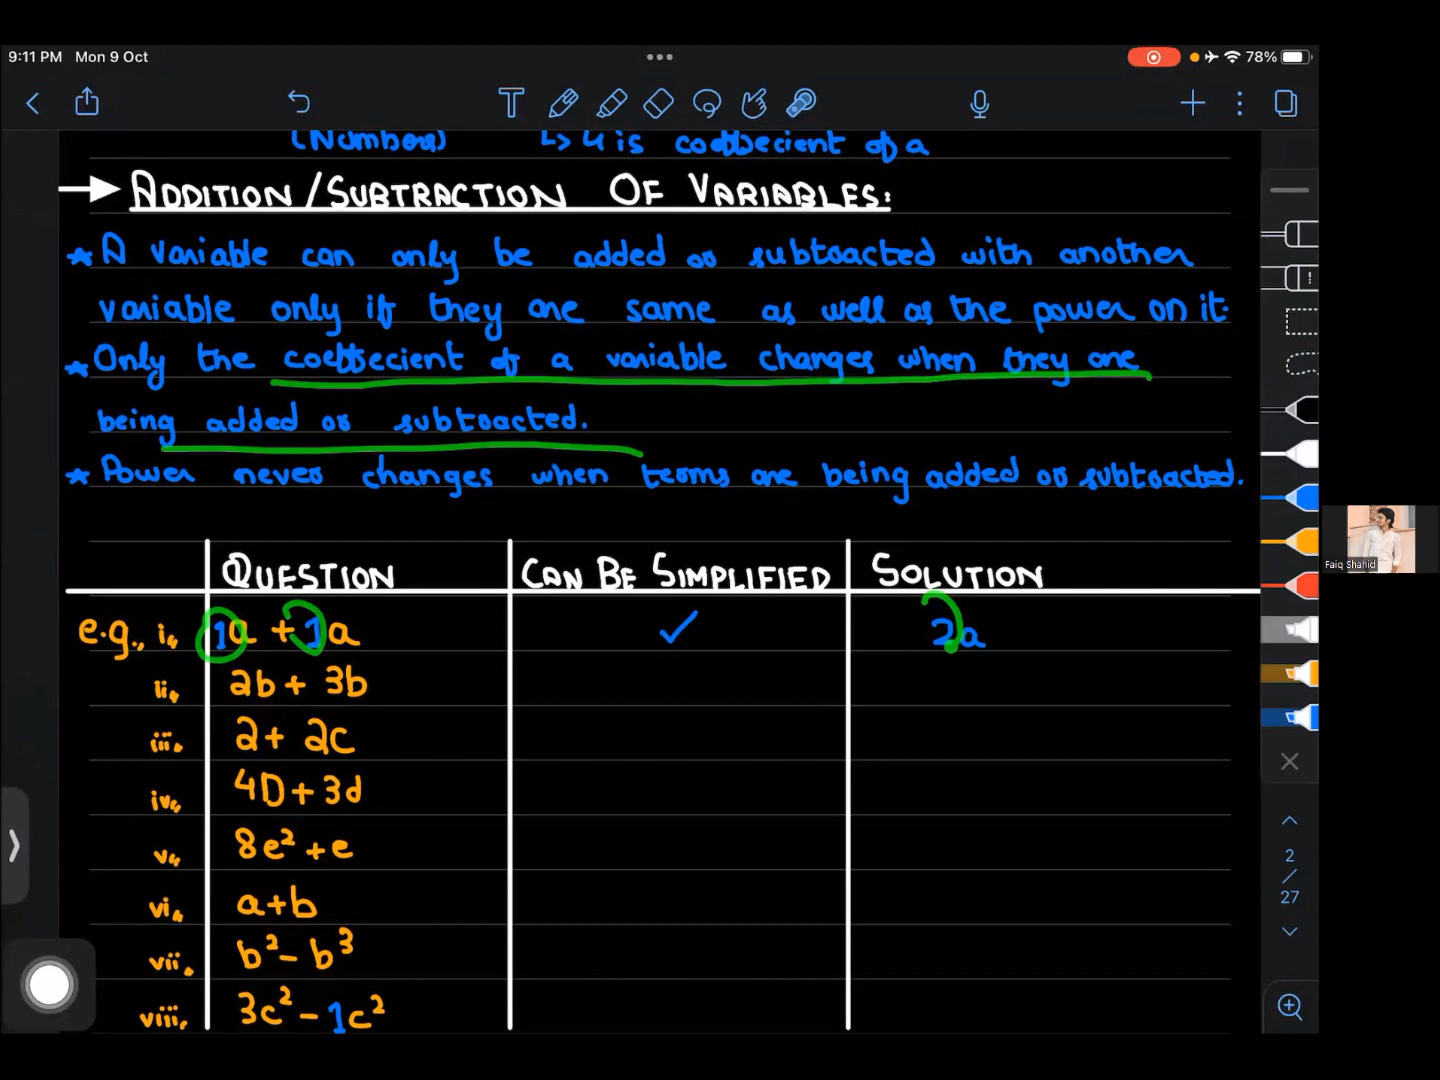 9:11 PM Mon 9 Oct
78%
(Numbers) ↳ 4 is coefficient of a
→ ADDITION/SUBTRACTION OF VARIABLES:
* A variable can only be added or subtracted with another
variable only if they are same as well as the power on it.
* Only the coeffecient of a variable changes when they are
being added or subtracted.
* Power never changes when terms are being added or subtracted.
QUESTION CAN BE SIMPLIFIED SOLUTION
e.g., i, 1a + 1a ✓ 2a
ii, 2b + 3b
iii. 2 + 2c
iv, 4D + 3d
v, 8e² + e
vi, a + b
vii. b² - b³
viii, 3c² - 1c²
2
/
27
Faiq Shahid